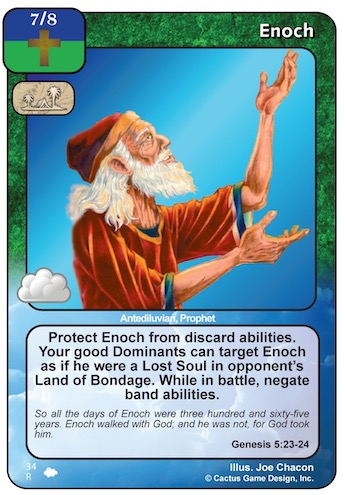 7/8
Enoch
Antediluvian, Prophet
Protect Enoch from discard abilities.
Your good Dominants can target Enoch
as if he were a Lost Soul in opponent's
Land of Bondage. While in battle, negate
band abilities.
So all the days of Enoch were three hundred and sixty-five
years. Enoch walked with God; and he was not, for God took
him.
Genesis 5:23-24
34
R
Illus. Joe Chacon
© Cactus Game Design, Inc.